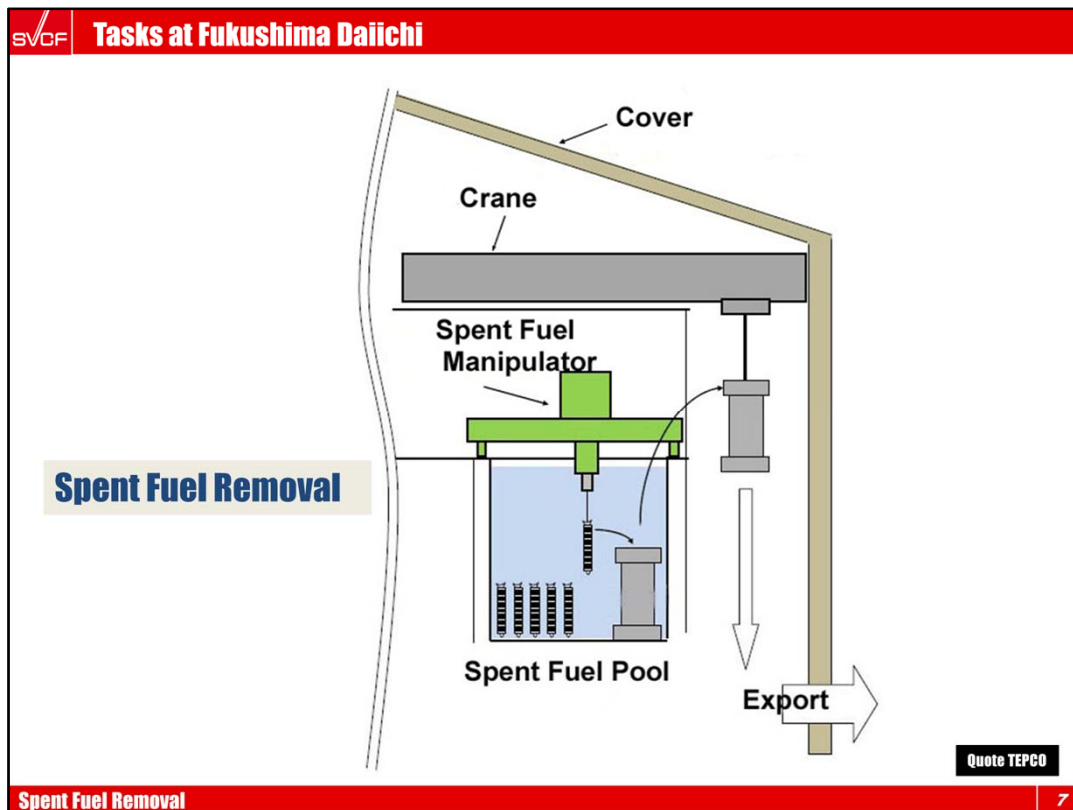 SVCF
Tasks at Fukushima Daiichi
Cover
Crane
Spent Fuel
Manipulator
Spent Fuel Removal
Spent Fuel Pool
Export
Quote TEPCO
Spent Fuel Removal
7